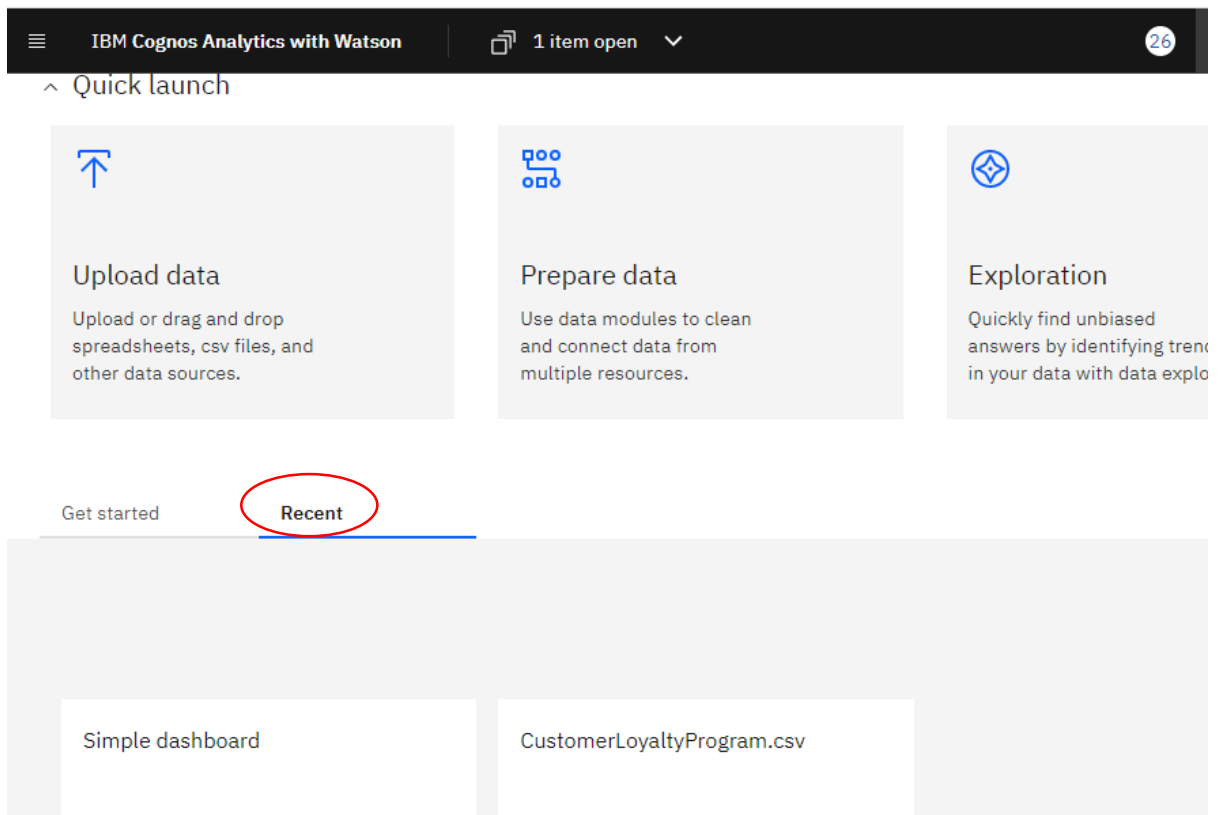 IBM Cognos Analytics with Watson
1 item open
26
Quick launch
Upload data
Upload or drag and drop
spreadsheets, csv files, and
other data sources.
Prepare data
Use data modules to clean
and connect data from
multiple resources.
Exploration
Quickly find unbiased
answers by identifying
in your data with data
Get started
Recent
Simple dashboard
CustomerLoyaltyProgram.csv